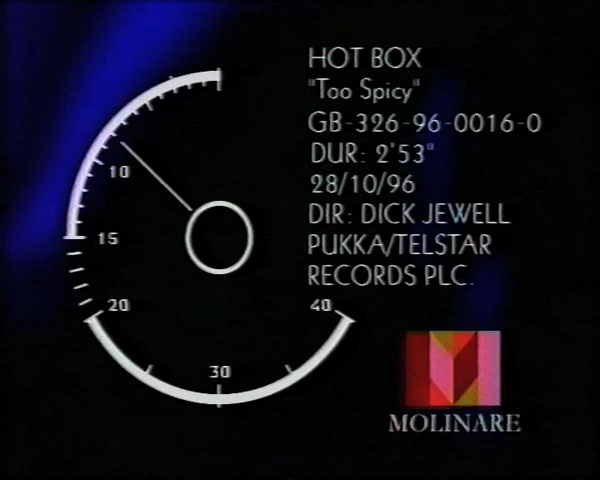 HOT BOX
"Too Spicy"
GB-326-96-0016-0
DUR: 2'53"
28/10/96
DIR: DICK JEWELL
PUKKA/TELSTAR
RECORDS PLC.
10
15
20
40
30
MOLINARE